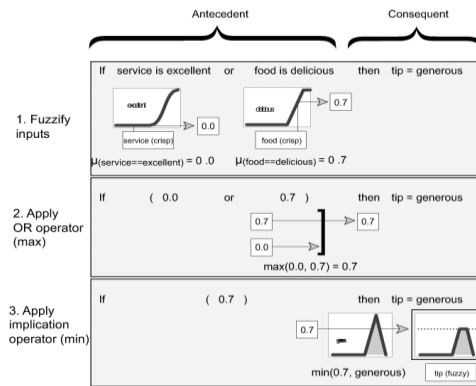 Antecedent Consequent
If service is excellent or food is delicious then tip = generous
1. Fuzzify
inputs
excellent
0.0
service (crisp)
delicious
0.7
food (crisp)
μ(service==excellent) = 0 .0 μ(food==delicious) = 0 .7
If ( 0.0 or 0.7 ) then tip = generous
2. Apply
OR operator
(max)
0.7
0.7
0.0
max(0.0, 0.7) = 0.7
If ( 0.7 ) then tip = generous
3. Apply
implication
operator (min)
0.7
min(0.7, generous)
tip (fuzzy)